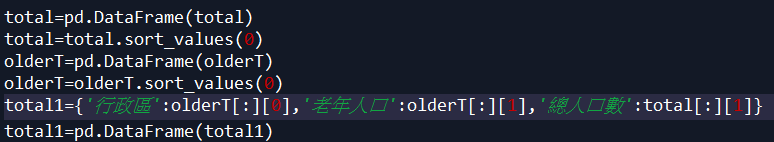 total=pd.DataFrame(total)
total=total.sort_values(0)
olderT=pd.DataFrame(olderT)
olderT=olderT.sort_values(0)
total1={'行政區':olderT[:][0],'老年人口':olderT[:][1],'總人口數':total[:][1]}
total1=pd.DataFrame(total1)